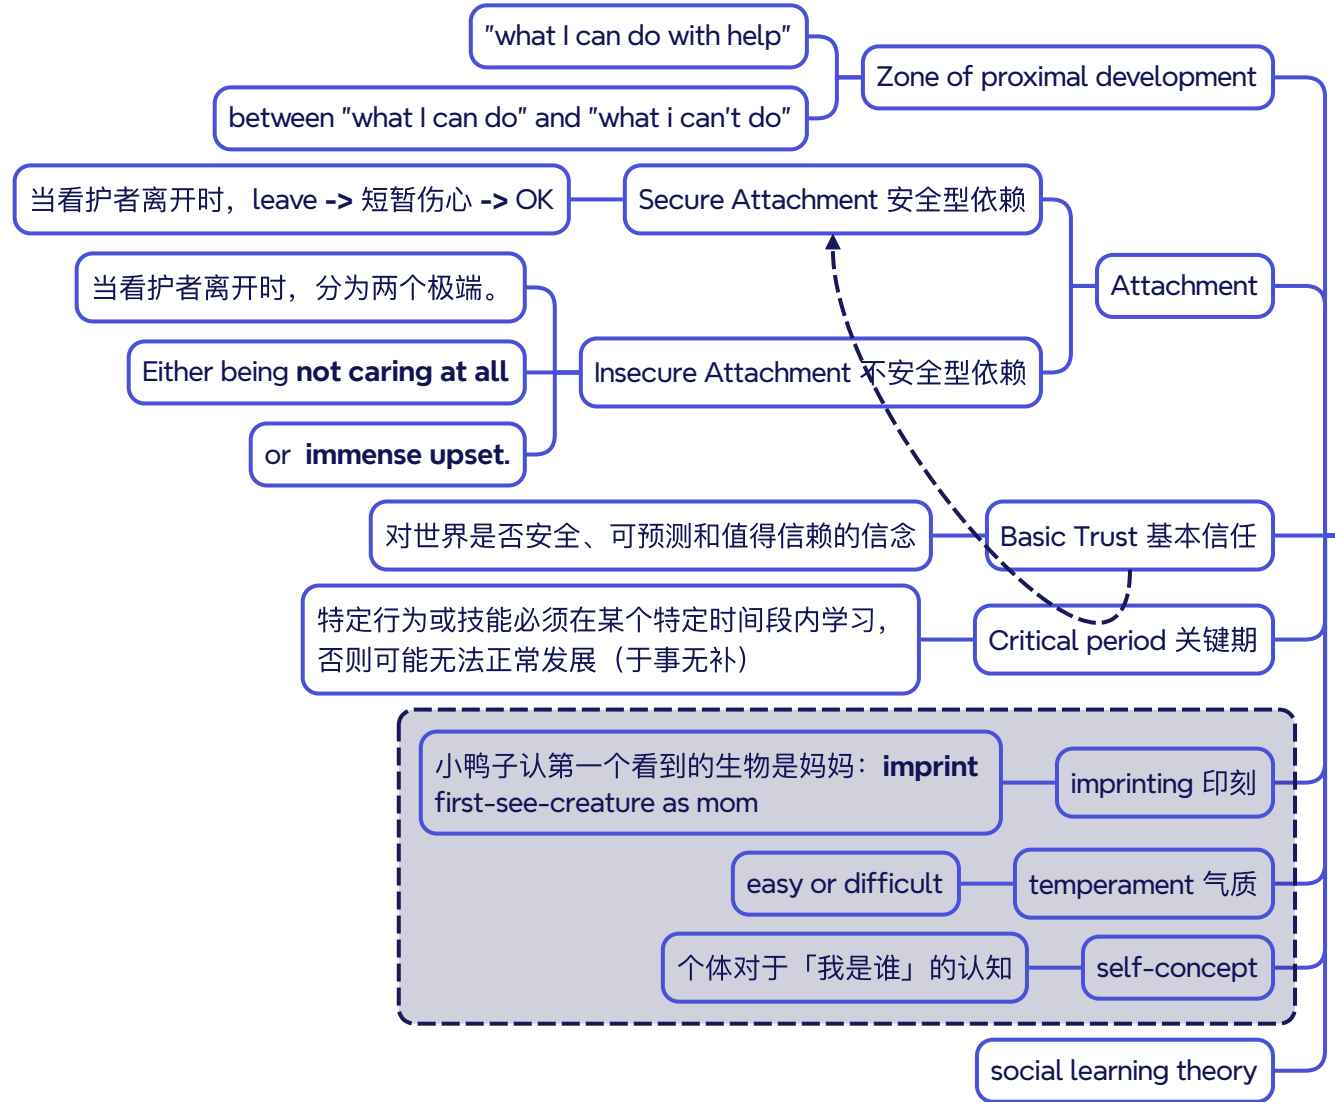 "what I can do with help"
Zone of proximal development
between "what I can do" and "what i can't do"
当看护者离开时，leave -> 短暂伤心 -> OK
Secure Attachment 安全型依赖
当看护者离开时，分为两个极端。
Attachment
Either being not caring at all
Insecure Attachment 不安全型依赖
or immense upset.
对世界是否安全、可预测和值得信赖的信念
Basic Trust 基本信任
特定行为或技能必须在某个特定时间段内学习，
否则可能无法正常发展（于事无补）
Critical period 关键期
小鸭子认第一个看到的生物是妈妈：imprint
first-see-creature as mom
imprinting 印刻
easy or difficult
temperament 气质
个体对于「我是谁」的认知
self-concept
social learning theory